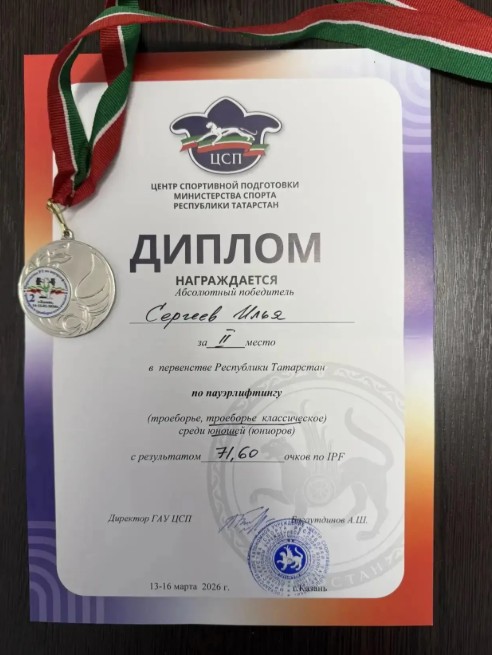 ЦСП
ЦЕНТР СПОРТИВНОЙ ПОДГОТОВКИ
МИНИСТЕРСТВА СПОРТА
РЕСПУБЛИКИ ТАТАРСТАН
ДИПЛОМ
НАГРАЖДАЕТСЯ
Абсолютный победитель
Сергеев Илья
за II место
в первенстве Республики Татарстан
по пауэрлифтингу
(троеборье, троеборье классическое)
среди юношей (юниоров)
с результатом 71,60 очков по IPF
Директор ГАУ ЦСП
А.Ш.
13-16 марта 2026 г.
г.Казань
2